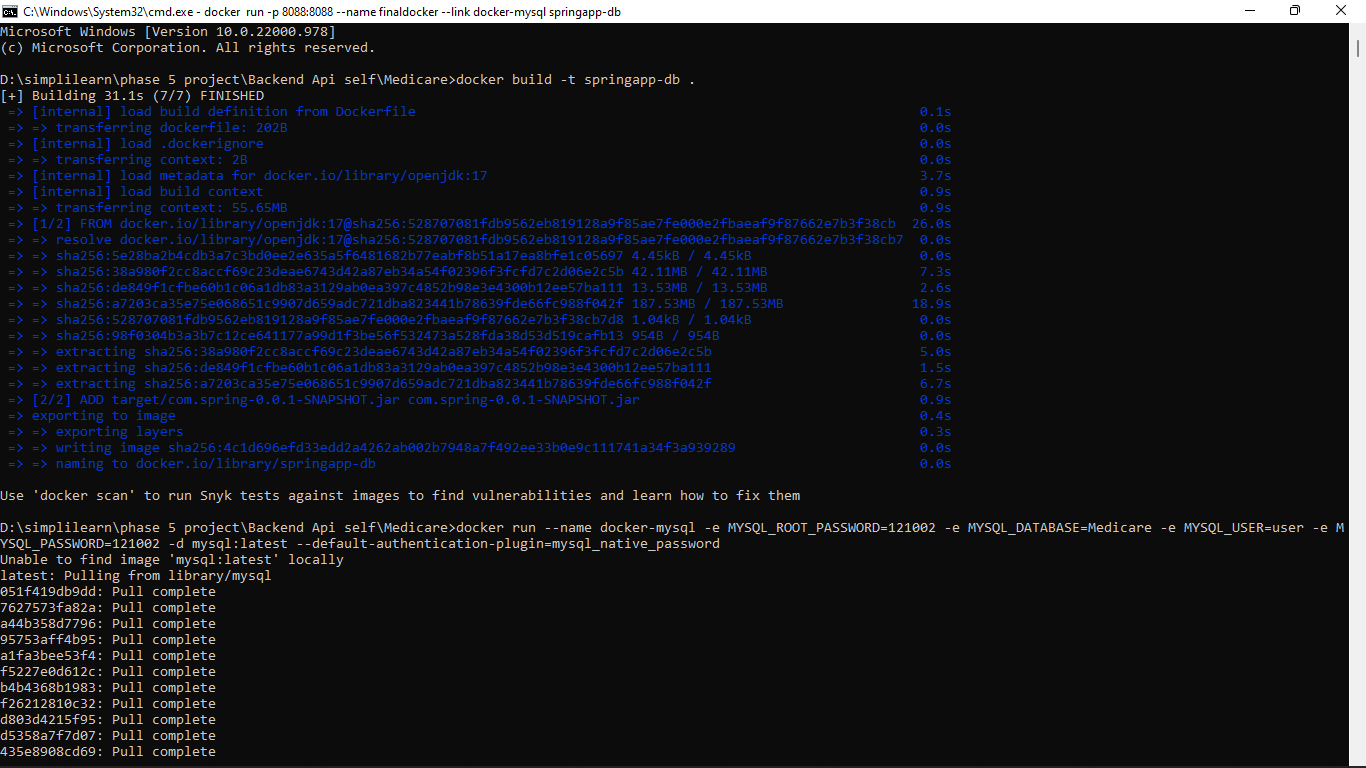 C:\Windows\System32\cmd.exe - docker run -p 8088:8088 --name finaldocker --link docker-mysql springapp-db
Microsoft Windows [Version 10.0.22000.978]
(c) Microsoft Corporation. All rights reserved.
D:\simplilearn\phase 5 project\Backend Api self\Medicare>docker build -t springapp-db .
[+] Building 31.1s (7/7) FINISHED
=> [internal] load build definition from Dockerfile 0.1s
=> => transferring dockerfile: 202B 0.0s
=> [internal] load .dockerignore 0.0s
=> => transferring context: 2B 0.0s
=> [internal] load metadata for docker.io/library/openjdk:17 3.7s
=> [internal] load build context 0.9s
=> => transferring context: 55.65MB 0.9s
=> [1/2] FROM docker.io/library/openjdk:17@sha256:528707081fdb9562eb819128a9f85ae7fe000e2fbaeaf9f87662e7b3f38cb 26.0s
=> => resolve docker.io/library/openjdk:17@sha256:528707081fdb9562eb819128a9f85ae7fe000e2fbaeaf9f87662e7b3f38cb7 0.0s
=> => sha256:5e28ba2b4cdb3a7c3bd0ee2e635a5f6481682b77eabf8b51a17ea8bfe1c05697 4.45kB / 4.45kB 0.0s
=> => sha256:38a980f2cc8accf69c23deae6743d42a87eb34a54f02396f3fcfd7c2d06e2c5b 42.11MB / 42.11MB 7.3s
=> => sha256:de849f1cfbe60b1c06a1db83a3129ab0ea397c4852b98e3e4300b12ee57ba111 13.53MB / 13.53MB 2.6s
=> => sha256:a7203ca35e75e068651c9907d659adc721dba823441b78639fde66fc988f042f 187.53MB / 187.53MB 18.9s
=> => sha256:528707081fdb9562eb819128a9f85ae7fe000e2fbaeaf9f87662e7b3f38cb7d8 1.04kB / 1.04kB 0.0s
=> => sha256:98f0304b3a3b7c12ce641177a99d1f3be56f532473a528fda38d53d519cafb13 954B / 954B 0.0s
=> => extracting sha256:38a980f2cc8accf69c23deae6743d42a87eb34a54f02396f3fcfd7c2d06e2c5b 5.0s
=> => extracting sha256:de849f1cfbe60b1c06a1db83a3129ab0ea397c4852b98e3e4300b12ee57ba111 1.5s
=> => extracting sha256:a7203ca35e75e068651c9907d659adc721dba823441b78639fde66fc988f042f 6.7s
=> [2/2] ADD target/com.spring-0.0.1-SNAPSHOT.jar com.spring-0.0.1-SNAPSHOT.jar 0.9s
=> exporting to image 0.4s
=> => exporting layers 0.3s
=> => writing image sha256:4c1d696efd33edd2a4262ab002b7948a7f492ee33b0e9c111741a34f3a939289 0.0s
=> => naming to docker.io/library/springapp-db 0.0s
Use 'docker scan' to run Snyk tests against images to find vulnerabilities and learn how to fix them
D:\simplilearn\phase 5 project\Backend Api self\Medicare>docker run --name docker-mysql -e MYSQL_ROOT_PASSWORD=121002 -e MYSQL_DATABASE=Medicare -e MYSQL_USER=user -e M
YSQL_PASSWORD=121002 -d mysql:latest --default-authentication-plugin=mysql_native_password
Unable to find image 'mysql:latest' locally
latest: Pulling from library/mysql
051f419db9dd: Pull complete
7627573fa82a: Pull complete
a44b358d7796: Pull complete
95753aff4b95: Pull complete
a1fa3bee53f4: Pull complete
f5227e0d612c: Pull complete
b4b4368b1983: Pull complete
f26212810c32: Pull complete
d803d4215f95: Pull complete
d5358a7f7d07: Pull complete
435e8908cd69: Pull complete